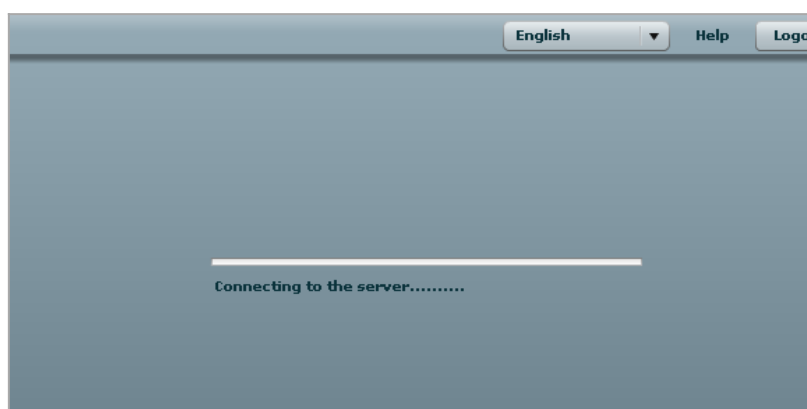 English Help
Connecting to the server..........